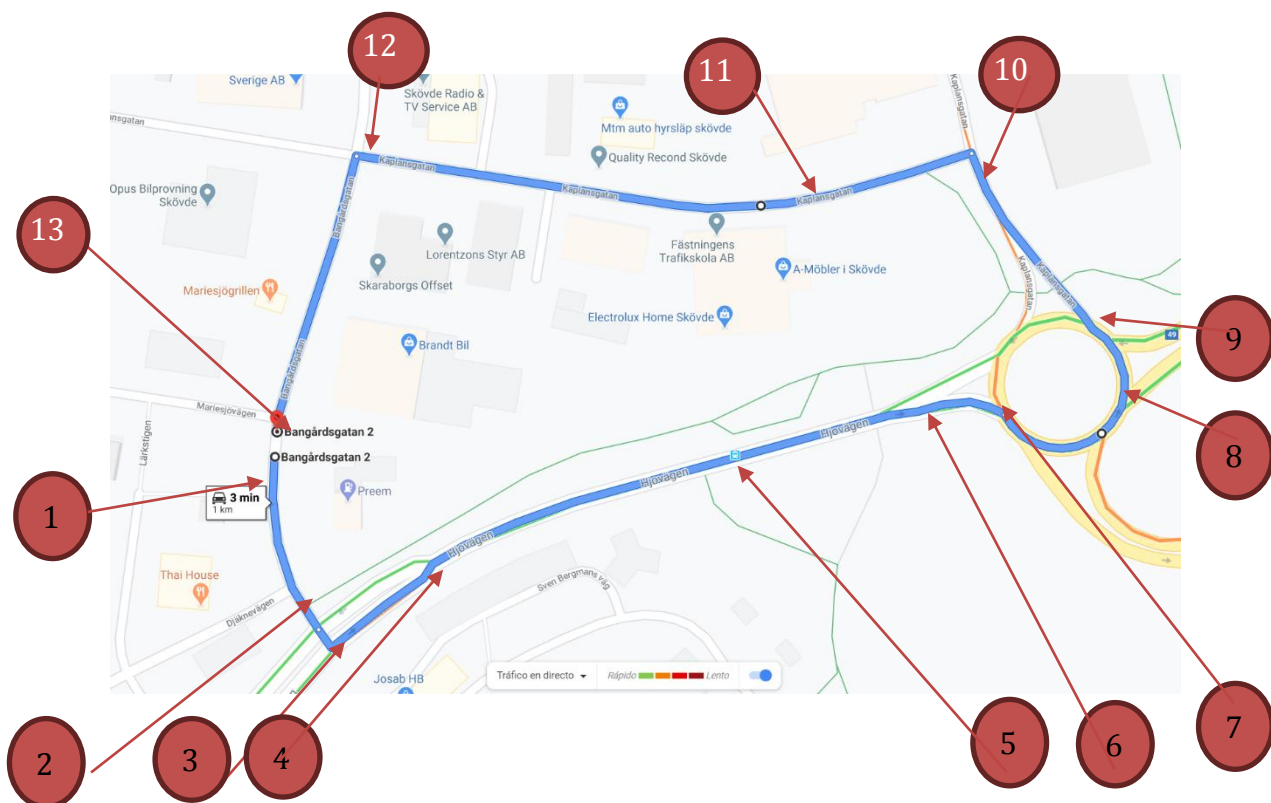 12
11
10
Sverige AB
Skövde Radio &
TV Service AB
Mtm auto hyrsläp skövde
Kaplansgatan
Quality Recond Skövde
Kaplansgatan
Kaplansgatan
Kaplansgatan
Opus Bilprovning
Skövde
Bangårdsgatan
13
Lorentzons Styr AB
Fästningens
Trafikskola AB
A-Möbler i Skövde
Kaplansgatan
Kaplansgatan
Skaraborgs Offset
Mariesjögrillen
Electrolux Home Skövde
49
9
Brandt Bil
Bangårdsgatan
Mariesjövägen
Bangårdsgatan 2
Hjovägen
8
Lärkstigen
Bangårdsgatan 2
Hjovägen
1
3 min
1 km
Preem
Hjovägen
Thai House
Sven Bergmans väg
Djäknevägen
Josab HB
Tráfico en directo
Rápido
Lento
2
3
4
5
6
7